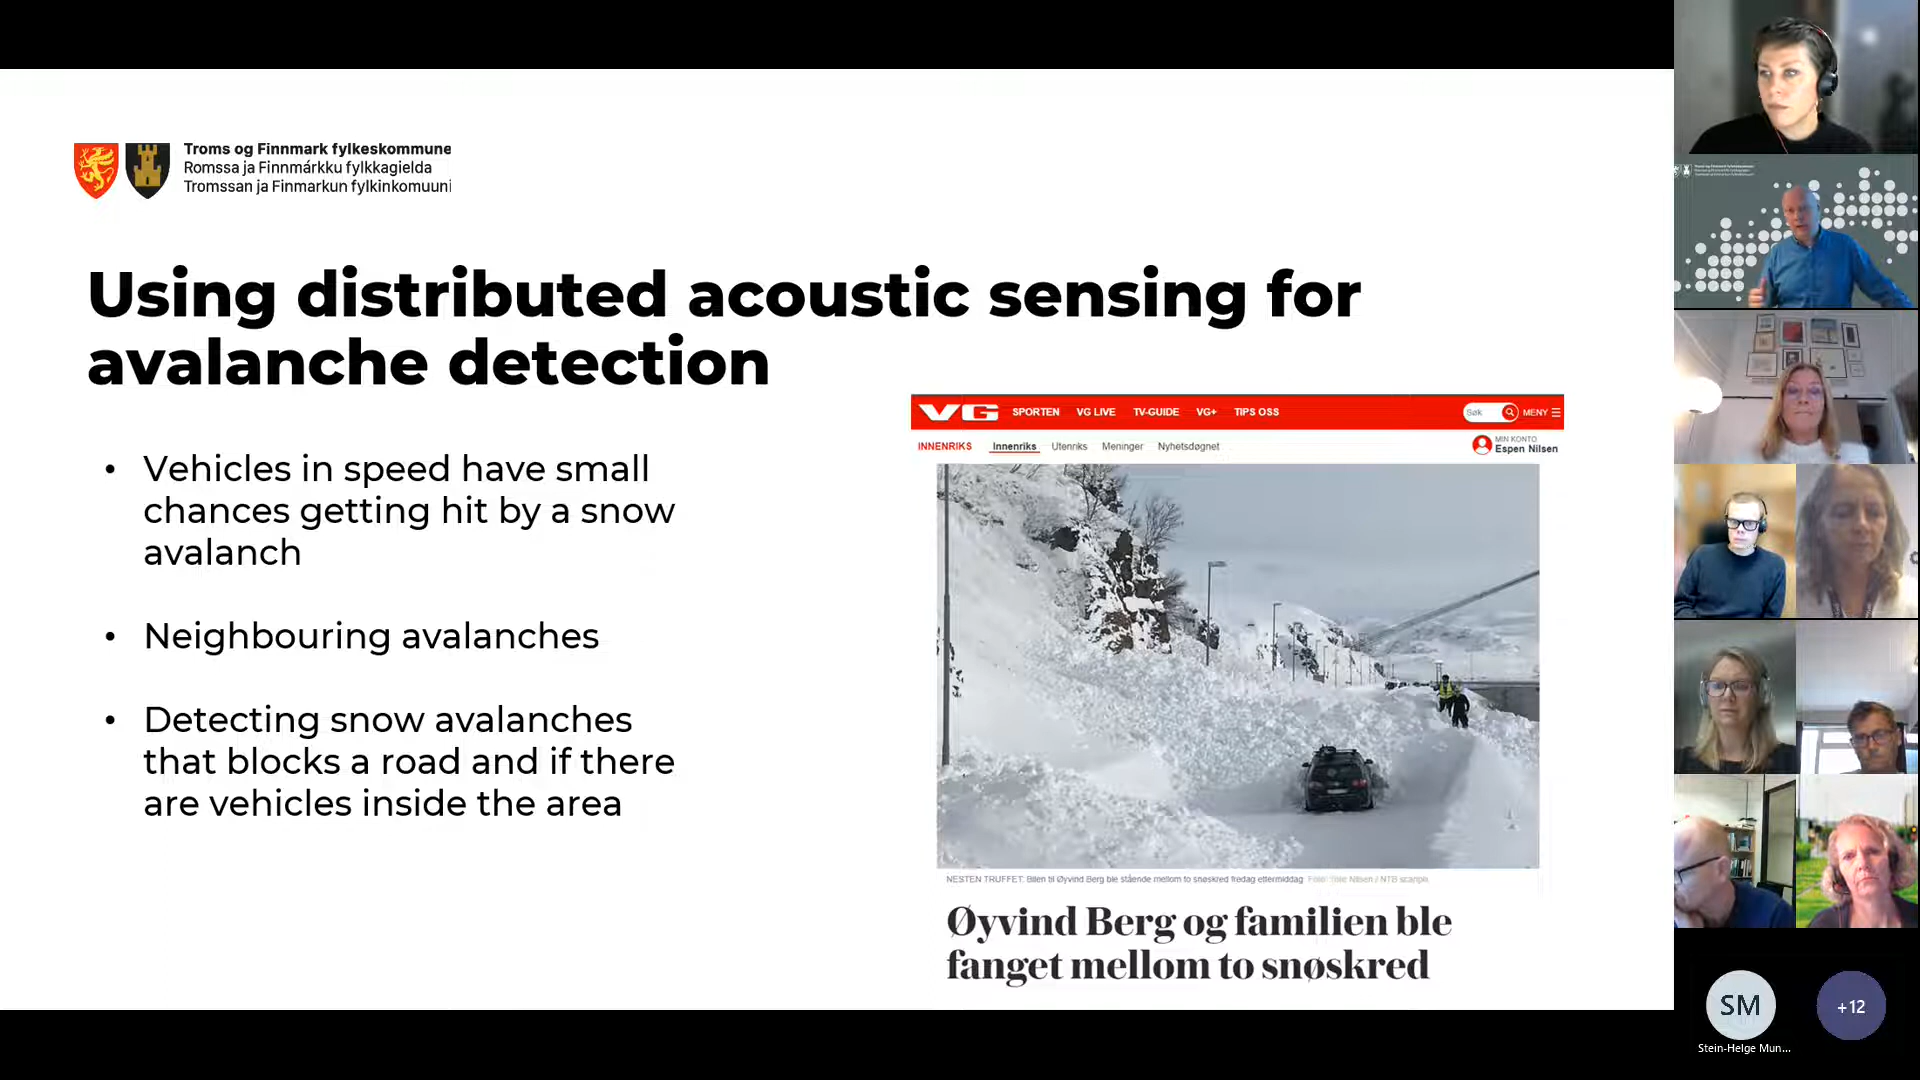 Troms og Finnmark fylkeskommune
Romssa ja Finnmárkku fylkkagielda
Tromssan ja Finmarkun fylkinkomuuni
Using distributed acoustic sensing for
avalanche detection
• Vehicles in speed have small
chances getting hit by a snow
avalanch
• Neighbouring avalanches
• Detecting snow avalanches
that blocks a road and if there
are vehicles inside the area
VG SPORTEN VG LIVE TV-GUIDE VG+ TIPS OSS Søk MENY
INNENRIKS Innenriks Utenriks Meninger Nyhetsdøgnet
MIN KONTO
Espen Nilsen
NESTEN TRUFFET: Bilen til Øyvind Berg ble stående mellom to snøskred fredag ettermiddag Nilsen / NTB scanpix
Øyvind Berg og familien ble
fanget mellom to snøskred
SM
+12
Stein-Helge Mun...